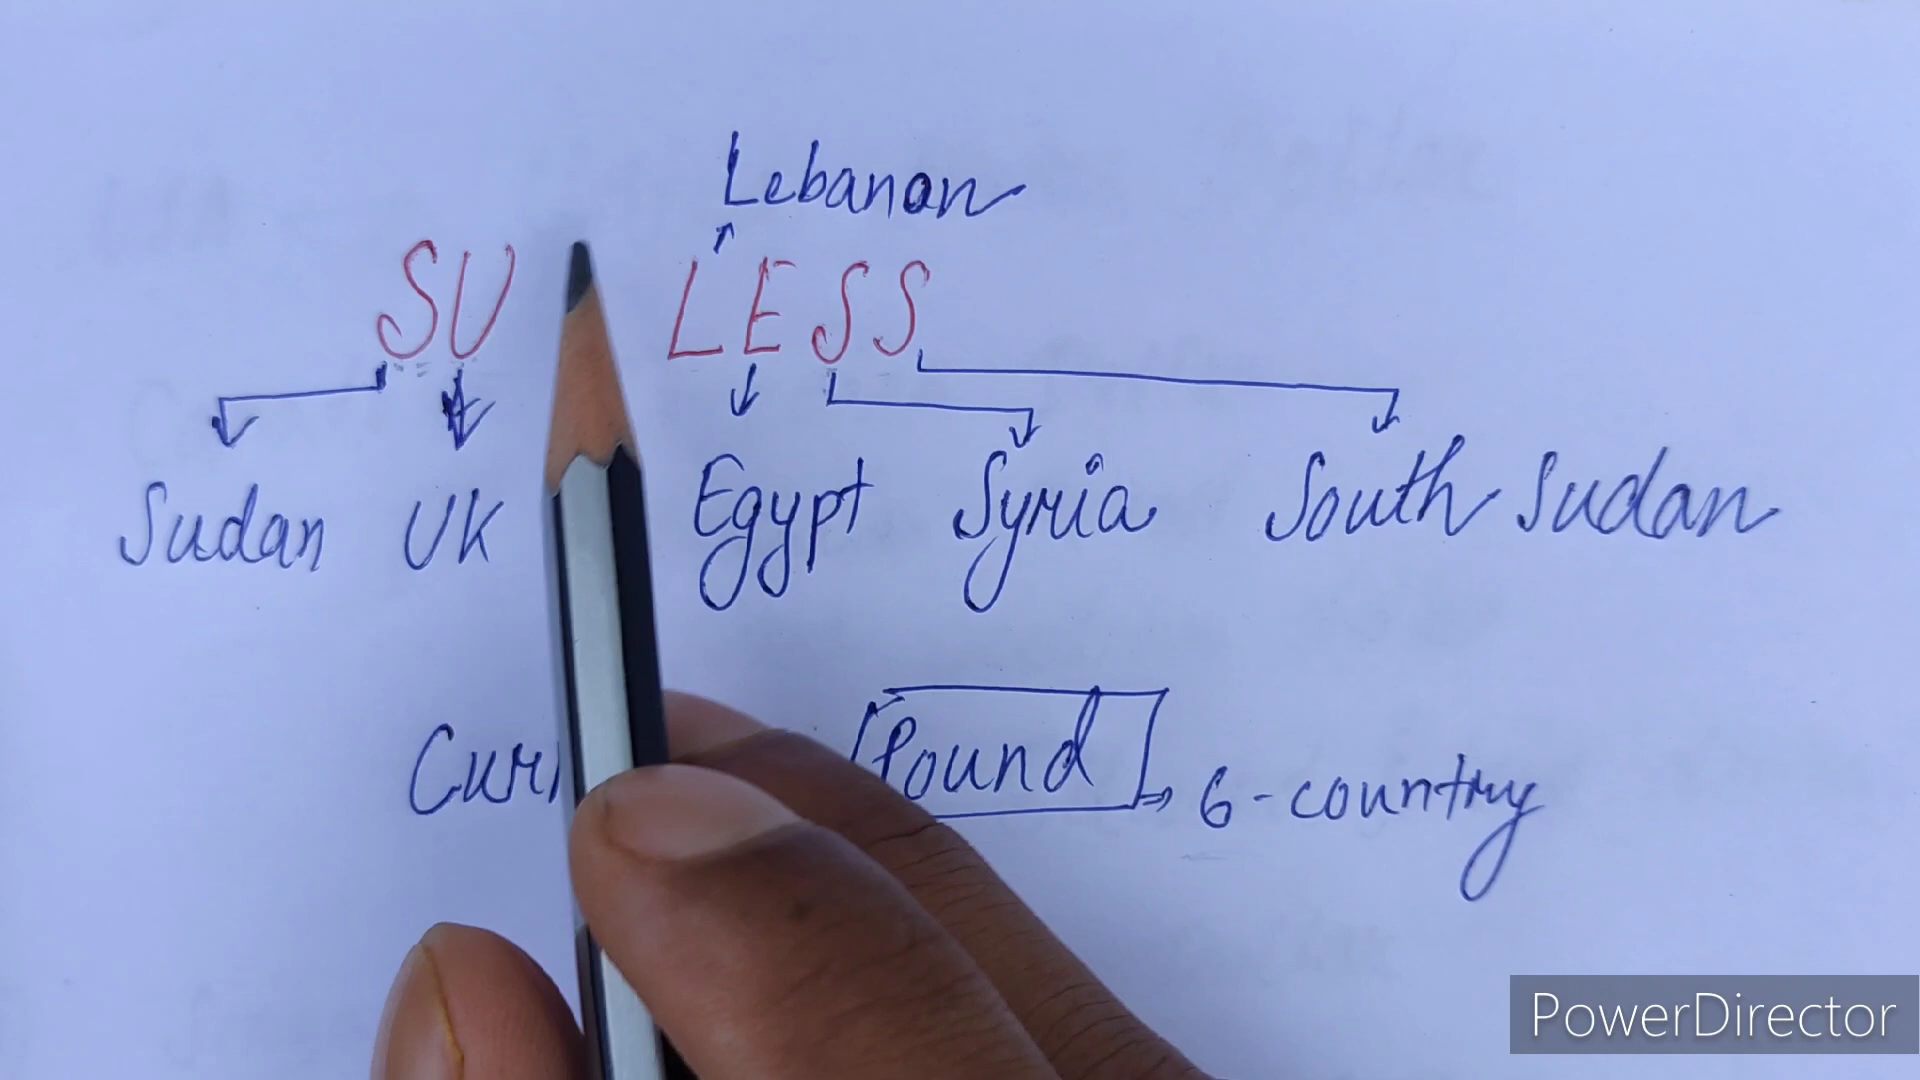 Lebanon
SU LESS
Sudan UK Egypt Syria South Sudan
Pound => 6-country
PowerDirector